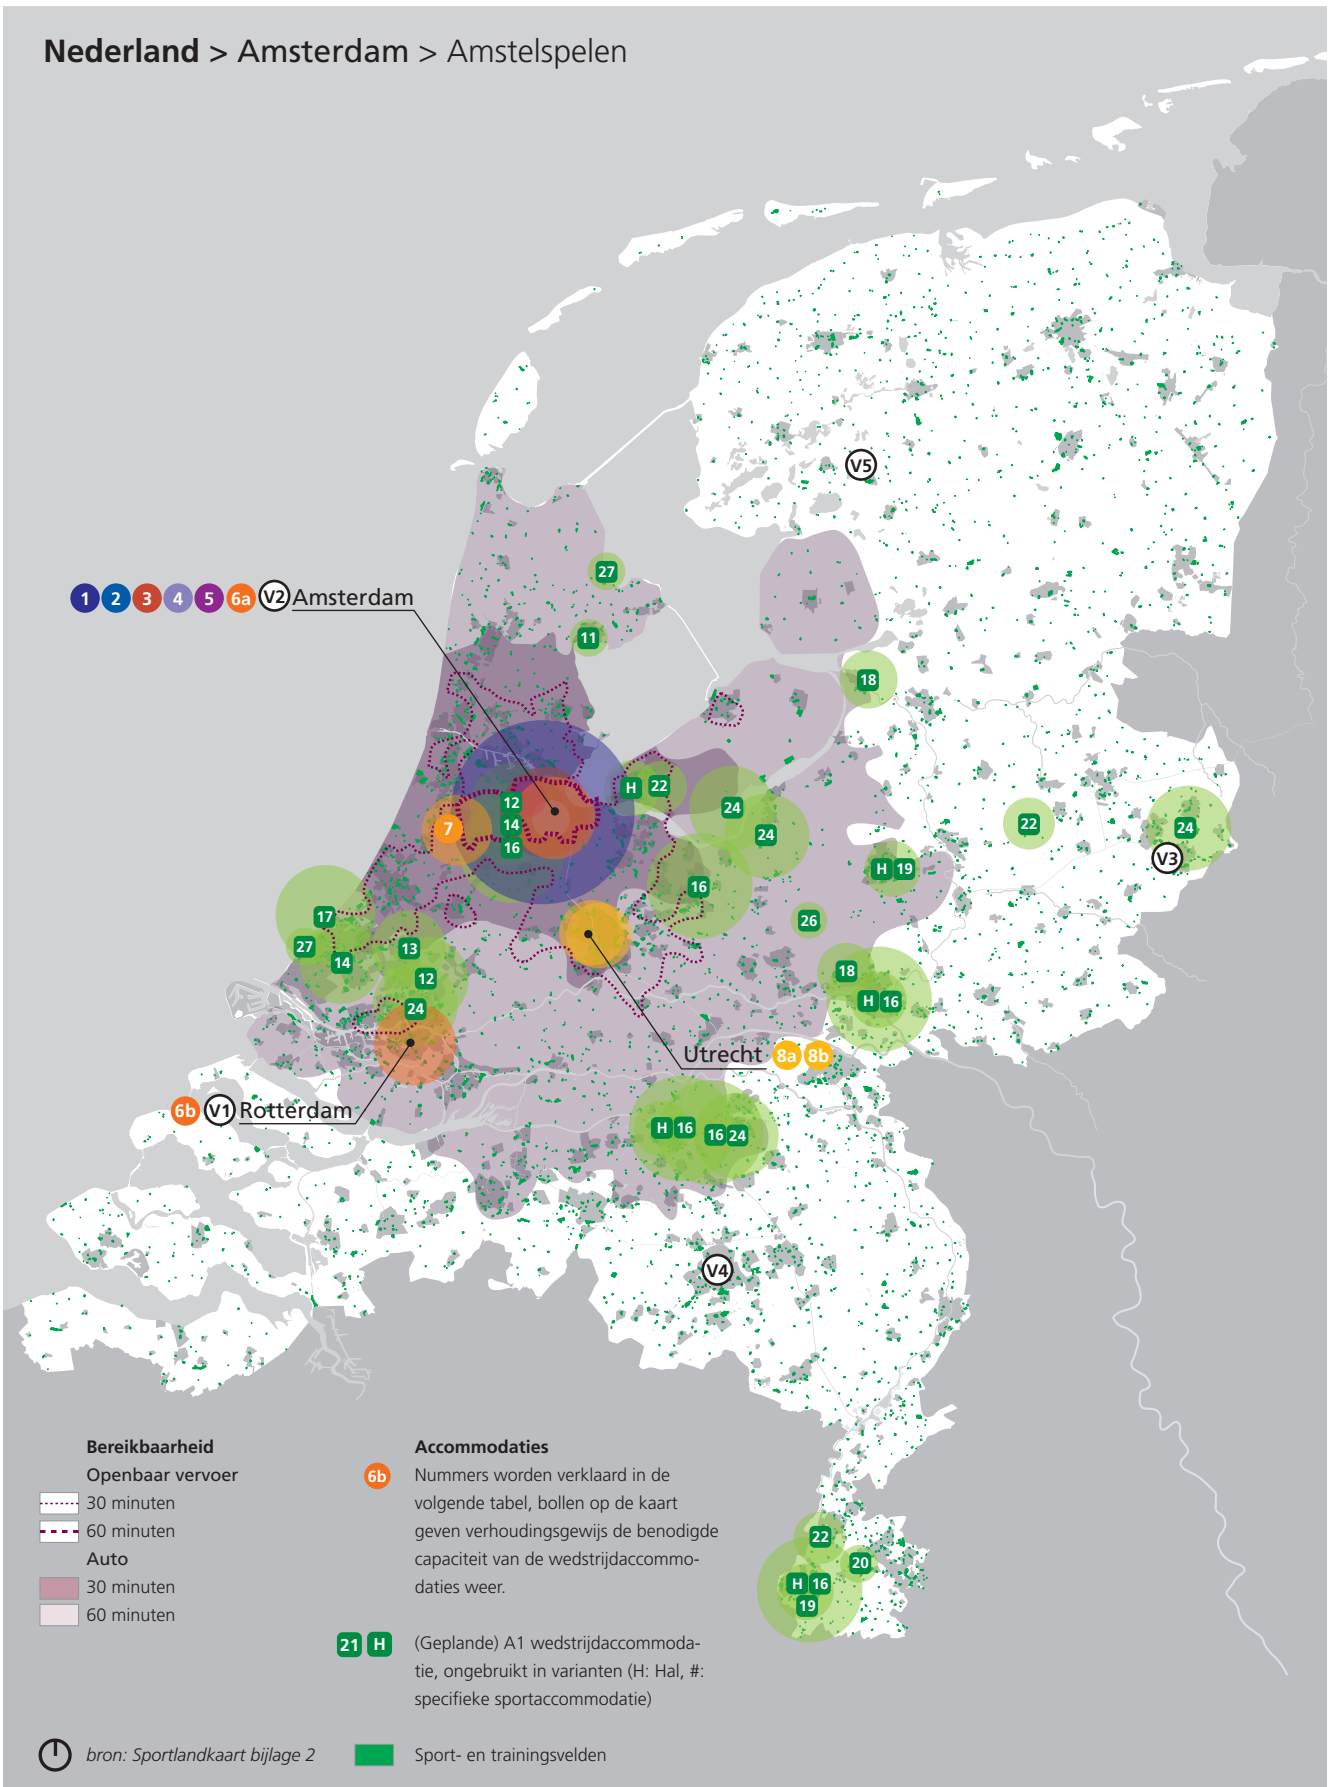 Nederland > Amsterdam > Amstelspelen
V5
27
1 2 3 4 5 6a V2 Amsterdam
11
18
H 22
12
24
22
24
7
14
24
16
V3
H 19
16
17
26
27
13
14
18
12
H 16
24
Utrecht 8a 8b
6b V1 Rotterdam
H 16
16 24
V4
Bereikbaarheid
Openbaar vervoer
30 minuten
60 minuten
Auto
30 minuten
60 minuten
Accommodaties
6b
Nummers worden verklaard in de
volgende tabel, bollen op de kaart
geven verhoudingsgewijs de benodigde
capaciteit van de wedstrijdaccommo-
daties weer.
22
20
H 16
19
21 H
(Geplande) A1 wedstrijdaccommoda-
tie, ongebruikt in varianten (H: Hal, #:
specifieke sportaccommodatie)
bron: Sportlandkaart bijlage 2
Sport- en trainingsvelden